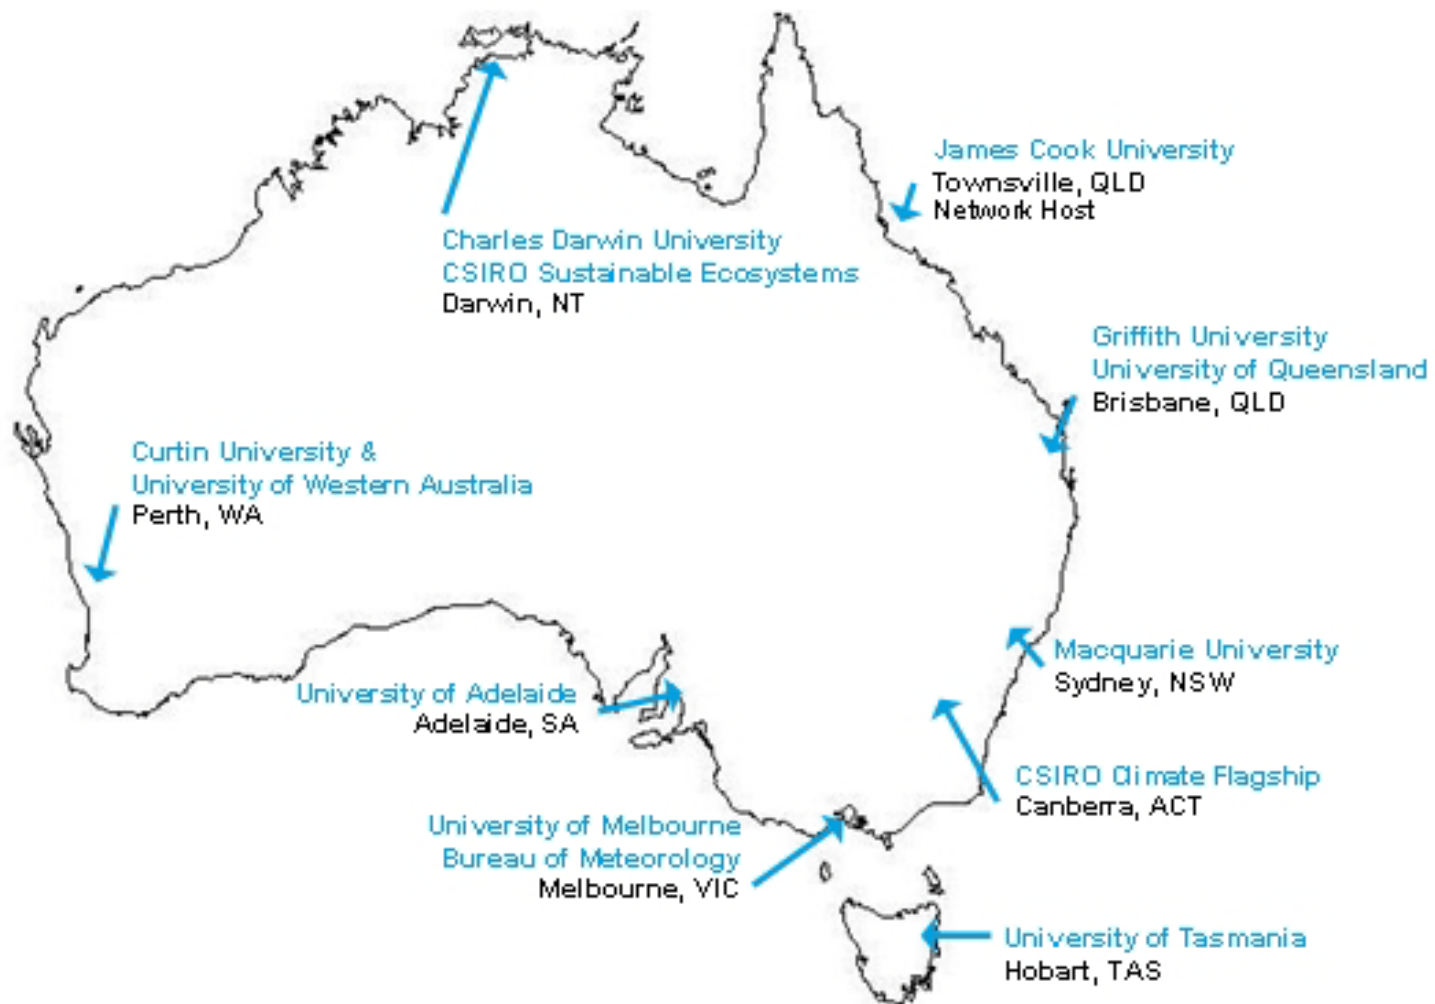 James Cook University
Townsville, QLD
Network Host
Charles Darwin University
CSIRO Sustainable Ecosystems
Darwin, NT
Griffith University
University of Queensland
Brisbane, QLD
Curtin University &
University of Western Australia
Perth, WA
Macquarie University
Sydney, NSW
University of Adelaide
Adelaide, SA
CSIRO Climate Flagship
Canberra, ACT
University of Melbourne
Bureau of Meteorology
Melbourne, VIC
University of Tasmania
Hobart, TAS